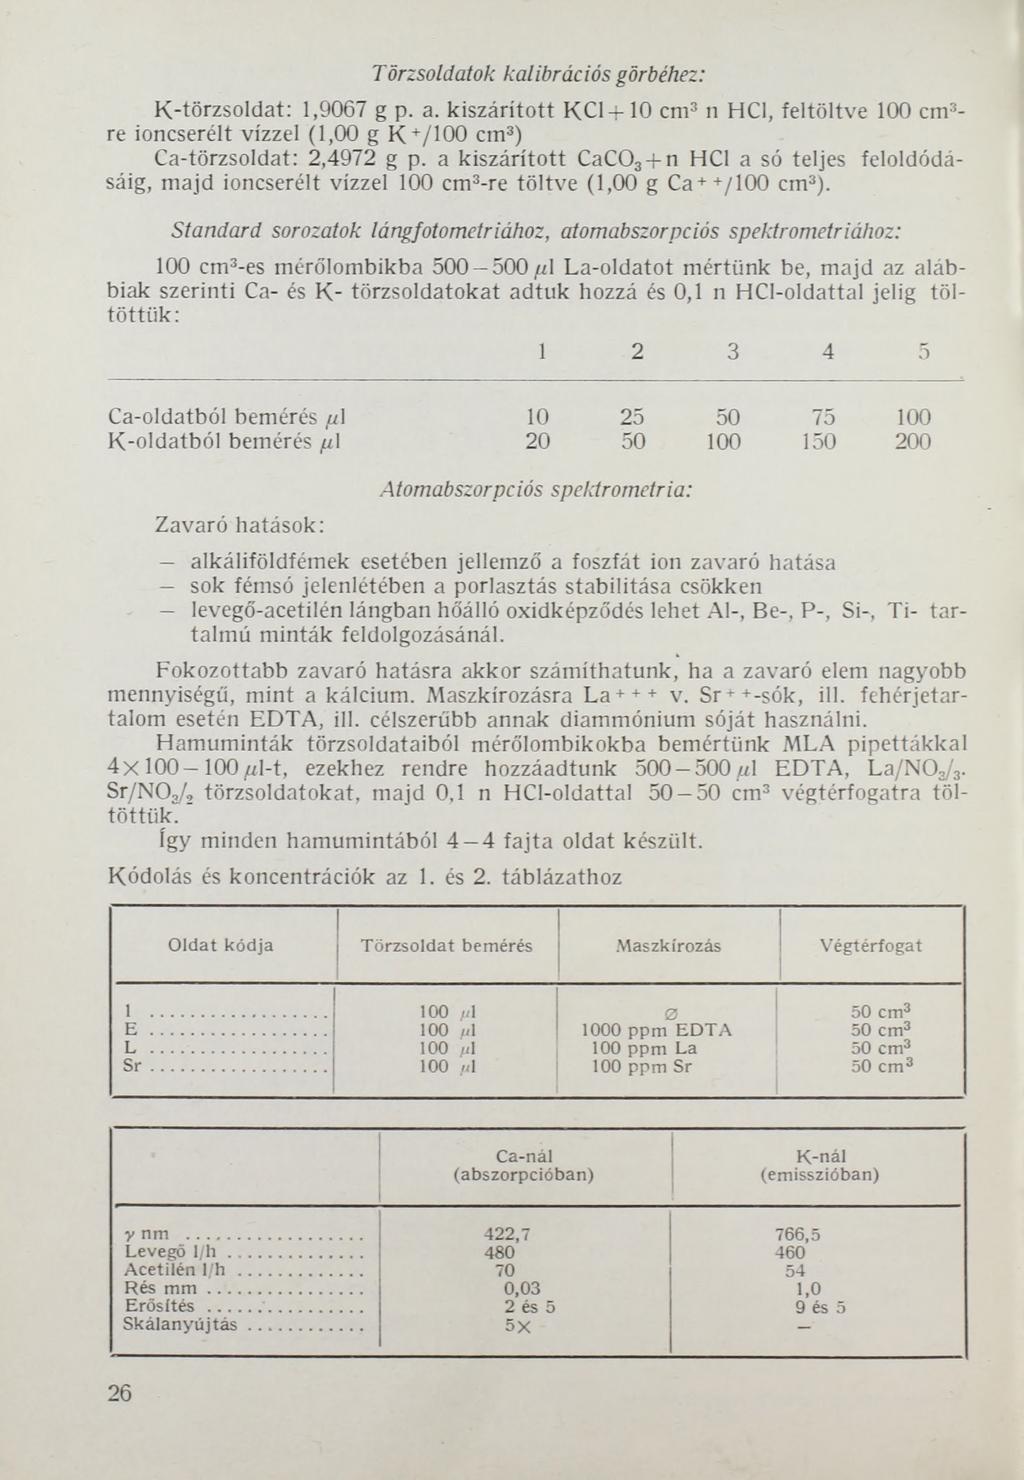 Törzsoldatok kalibrációs görbéhez:
K-törzsoldat: 1,9067 g p. a. kiszárított KCl+10 cm³ n HCl, feltöltve 100 cm³-
re ioncserélt vízzel (1,00 g K⁺/100 cm³)
Ca-törzsoldat: 2,4972 g p. a kiszárított CaCO₃+n HCl a só teljes feloldódá-
sáig, majd ioncserélt vízzel 100 cm³-re töltve (1,00 g Ca⁺⁺/100 cm³).
Standard sorozatok lángfotometriához, atomabszorpciós spektrometriához:
100 cm³-es mérőlombikba 500—500 µl La-oldatot mértünk be, majd az aláb-
biak szerinti Ca- és K- törzsoldatokat adtuk hozzá és 0,1 n HCl-oldattal jelig töl-
töttük:
1 2 3 4 5
Ca-oldatból bemérés µl 10 25 50 75 100
K-oldatból bemérés µl 20 50 100 150 200
Atomabszorpciós spektrometria:
Zavaró hatások:
— alkáliföldfémek esetében jellemző a foszfát ion zavaró hatása
— sok fémsó jelenlétében a porlasztás stabilitása csökken
— levegő-acetilén lángban hőálló oxidképződés lehet Al-, Be-, P-, Si-, Ti- tar-
talmú minták feldolgozásánál.
Fokozottabb zavaró hatásra akkor számíthatunk, ha a zavaró elem nagyobb
mennyiségű, mint a kálcium. Maszkírozásra La⁺⁺⁺ v. Sr⁺⁺-sók, ill. fehérjetar-
talom esetén EDTA, ill. célszerűbb annak diammónium sóját használni.
Hamuminták törzsoldataiból mérőlombikokba bemértünk MLA pipettákkal
4×100—100 µl-t, ezekhez rendre hozzáadtunk 500—500 µl EDTA, La/NO₃/₃.
Sr/NO₃/₂ törzsoldatokat, majd 0,1 n HCl-oldattal 50—50 cm³ végtérfogatra töl-
töttük.
Így minden hamumintából 4—4 fajta oldat készült.
Kódolás és koncentrációk az 1. és 2. táblázathoz
Oldat kódja Törzsoldat bemérés Maszkírozás Végtérfogat
1 .................... 100 µl ∅ 50 cm³
E .................... 100 µl 1000 ppm EDTA 50 cm³
L .................... 100 µl 100 ppm La 50 cm³
Sr .................... 100 µl 100 ppm Sr 50 cm³
Ca-nál K-nál
(abszorpcióban) (emisszióban)
γ nm .................... 422,7 766,5
Levegő l/h .................... 480 460
Acetilén l/h .................... 70 54
Rés mm .................... 0,03 1,0
Erősítés .................... 2 és 5 9 és 5
Skálanyújtás .................... 5× —
26